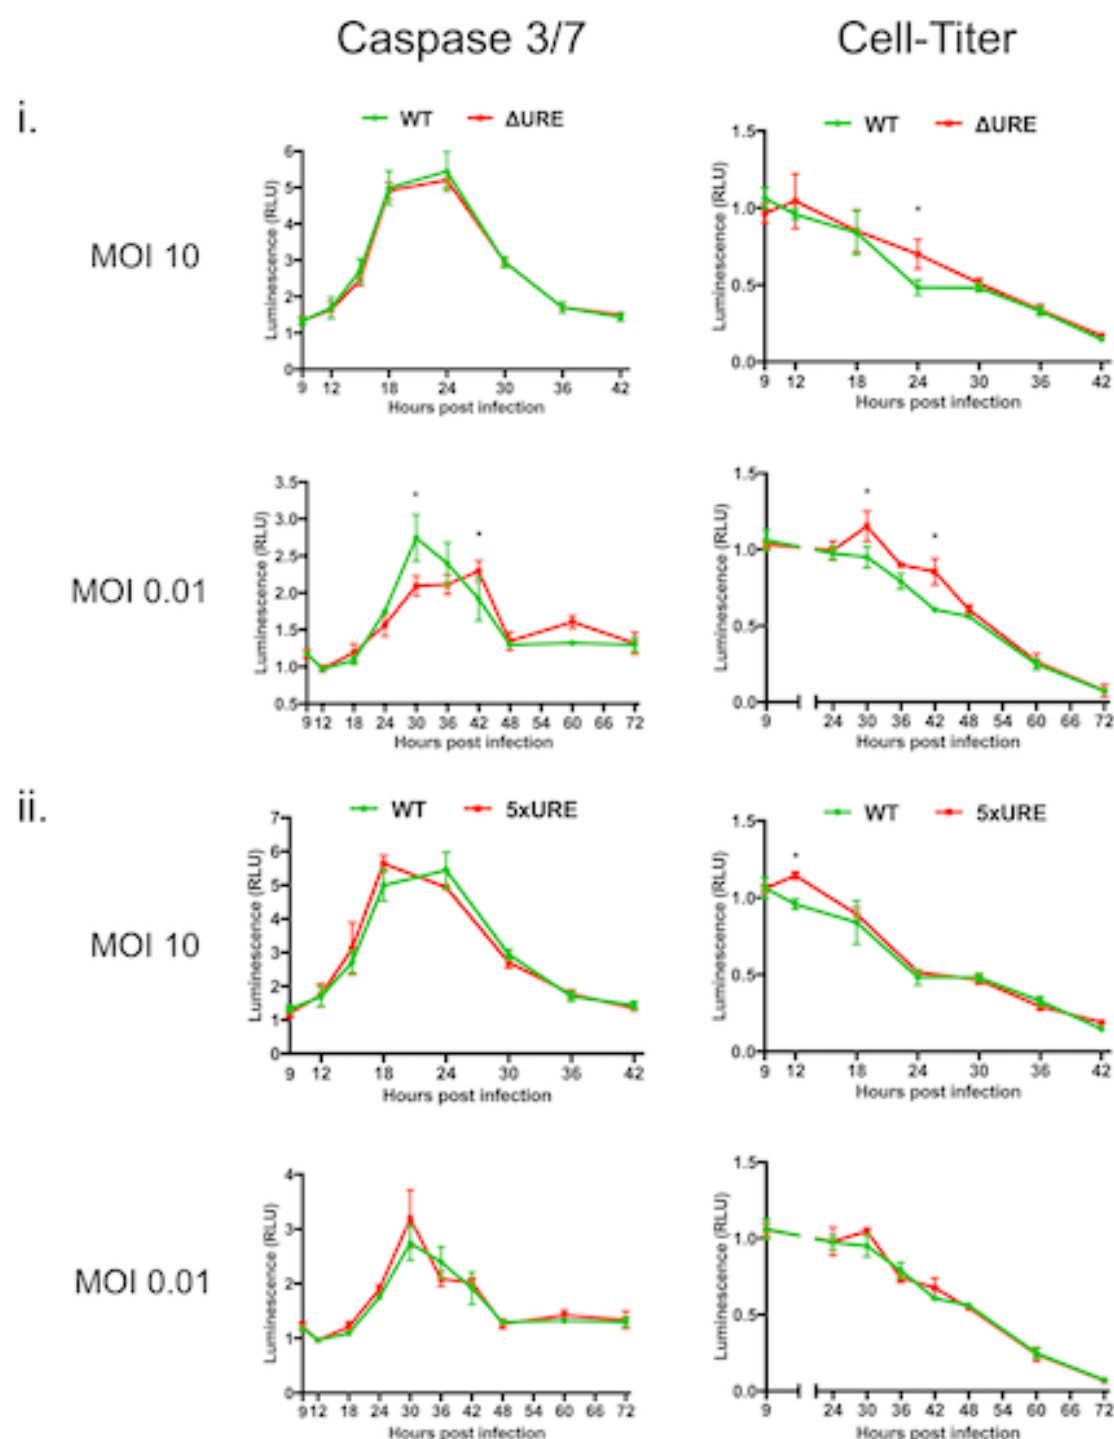 Caspase 3/7 Cell-Titer
i.
WT ΔURE
WT ΔURE
MOI 10
Luminescence (RLU)
6
5
4
3
2
1
0
9 12 18 24 30 36 42
Hours post infection
Luminescence (RLU)
1.5
1.0
0.5
0.0
*
9 12 18 24 30 36 42
Hours post infection
MOI 0.01
Luminescence (RLU)
3.5
3.0
2.5
2.0
1.5
1.0
0.5
* *
9 12 18 24 30 36 42 48 54 60 66 72
Hours post infection
Luminescence (RLU)
1.5
1.0
0.5
0.0
* *
9 24 30 36 42 48 60 66 72
Hours post infection
ii.
WT 5xURE
WT 5xURE
MOI 10
Luminescence (RLU)
7
6
5
4
3
2
1
0
9 12 18 24 30 36 42
Hours post infection
Luminescence (RLU)
1.5
1.0
0.5
0.0
*
9 12 18 24 30 36 42
Hours post infection
MOI 0.01
Luminescence (RLU)
4
3
2
1
0
9 12 18 24 30 36 42 48 54 60 66 72
Hours post infection
Luminescence (RLU)
1.5
1.0
0.5
0.0
9 24 30 36 42 48 60 66 72
Hours post infection